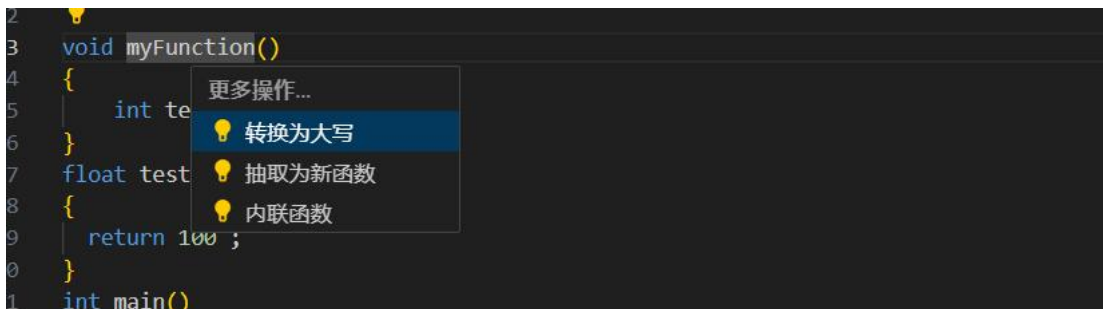 2
3 void myFunction()
4 {
更多操作...
5 int te
转换为大写
6 }
7 float test
抽取为新函数
8 {
内联函数
9 return 100 ;
0 }
1 int main()